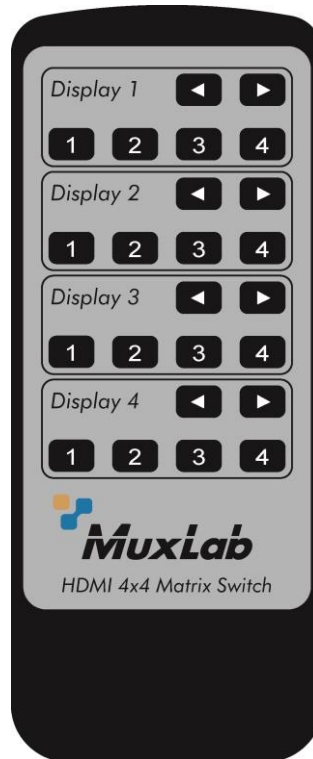 Display 1
1 2 3 4
Display 2
1 2 3 4
Display 3
1 2 3 4
Display 4
1 2 3 4
MuxLab
HDMI 4x4 Matrix Switch